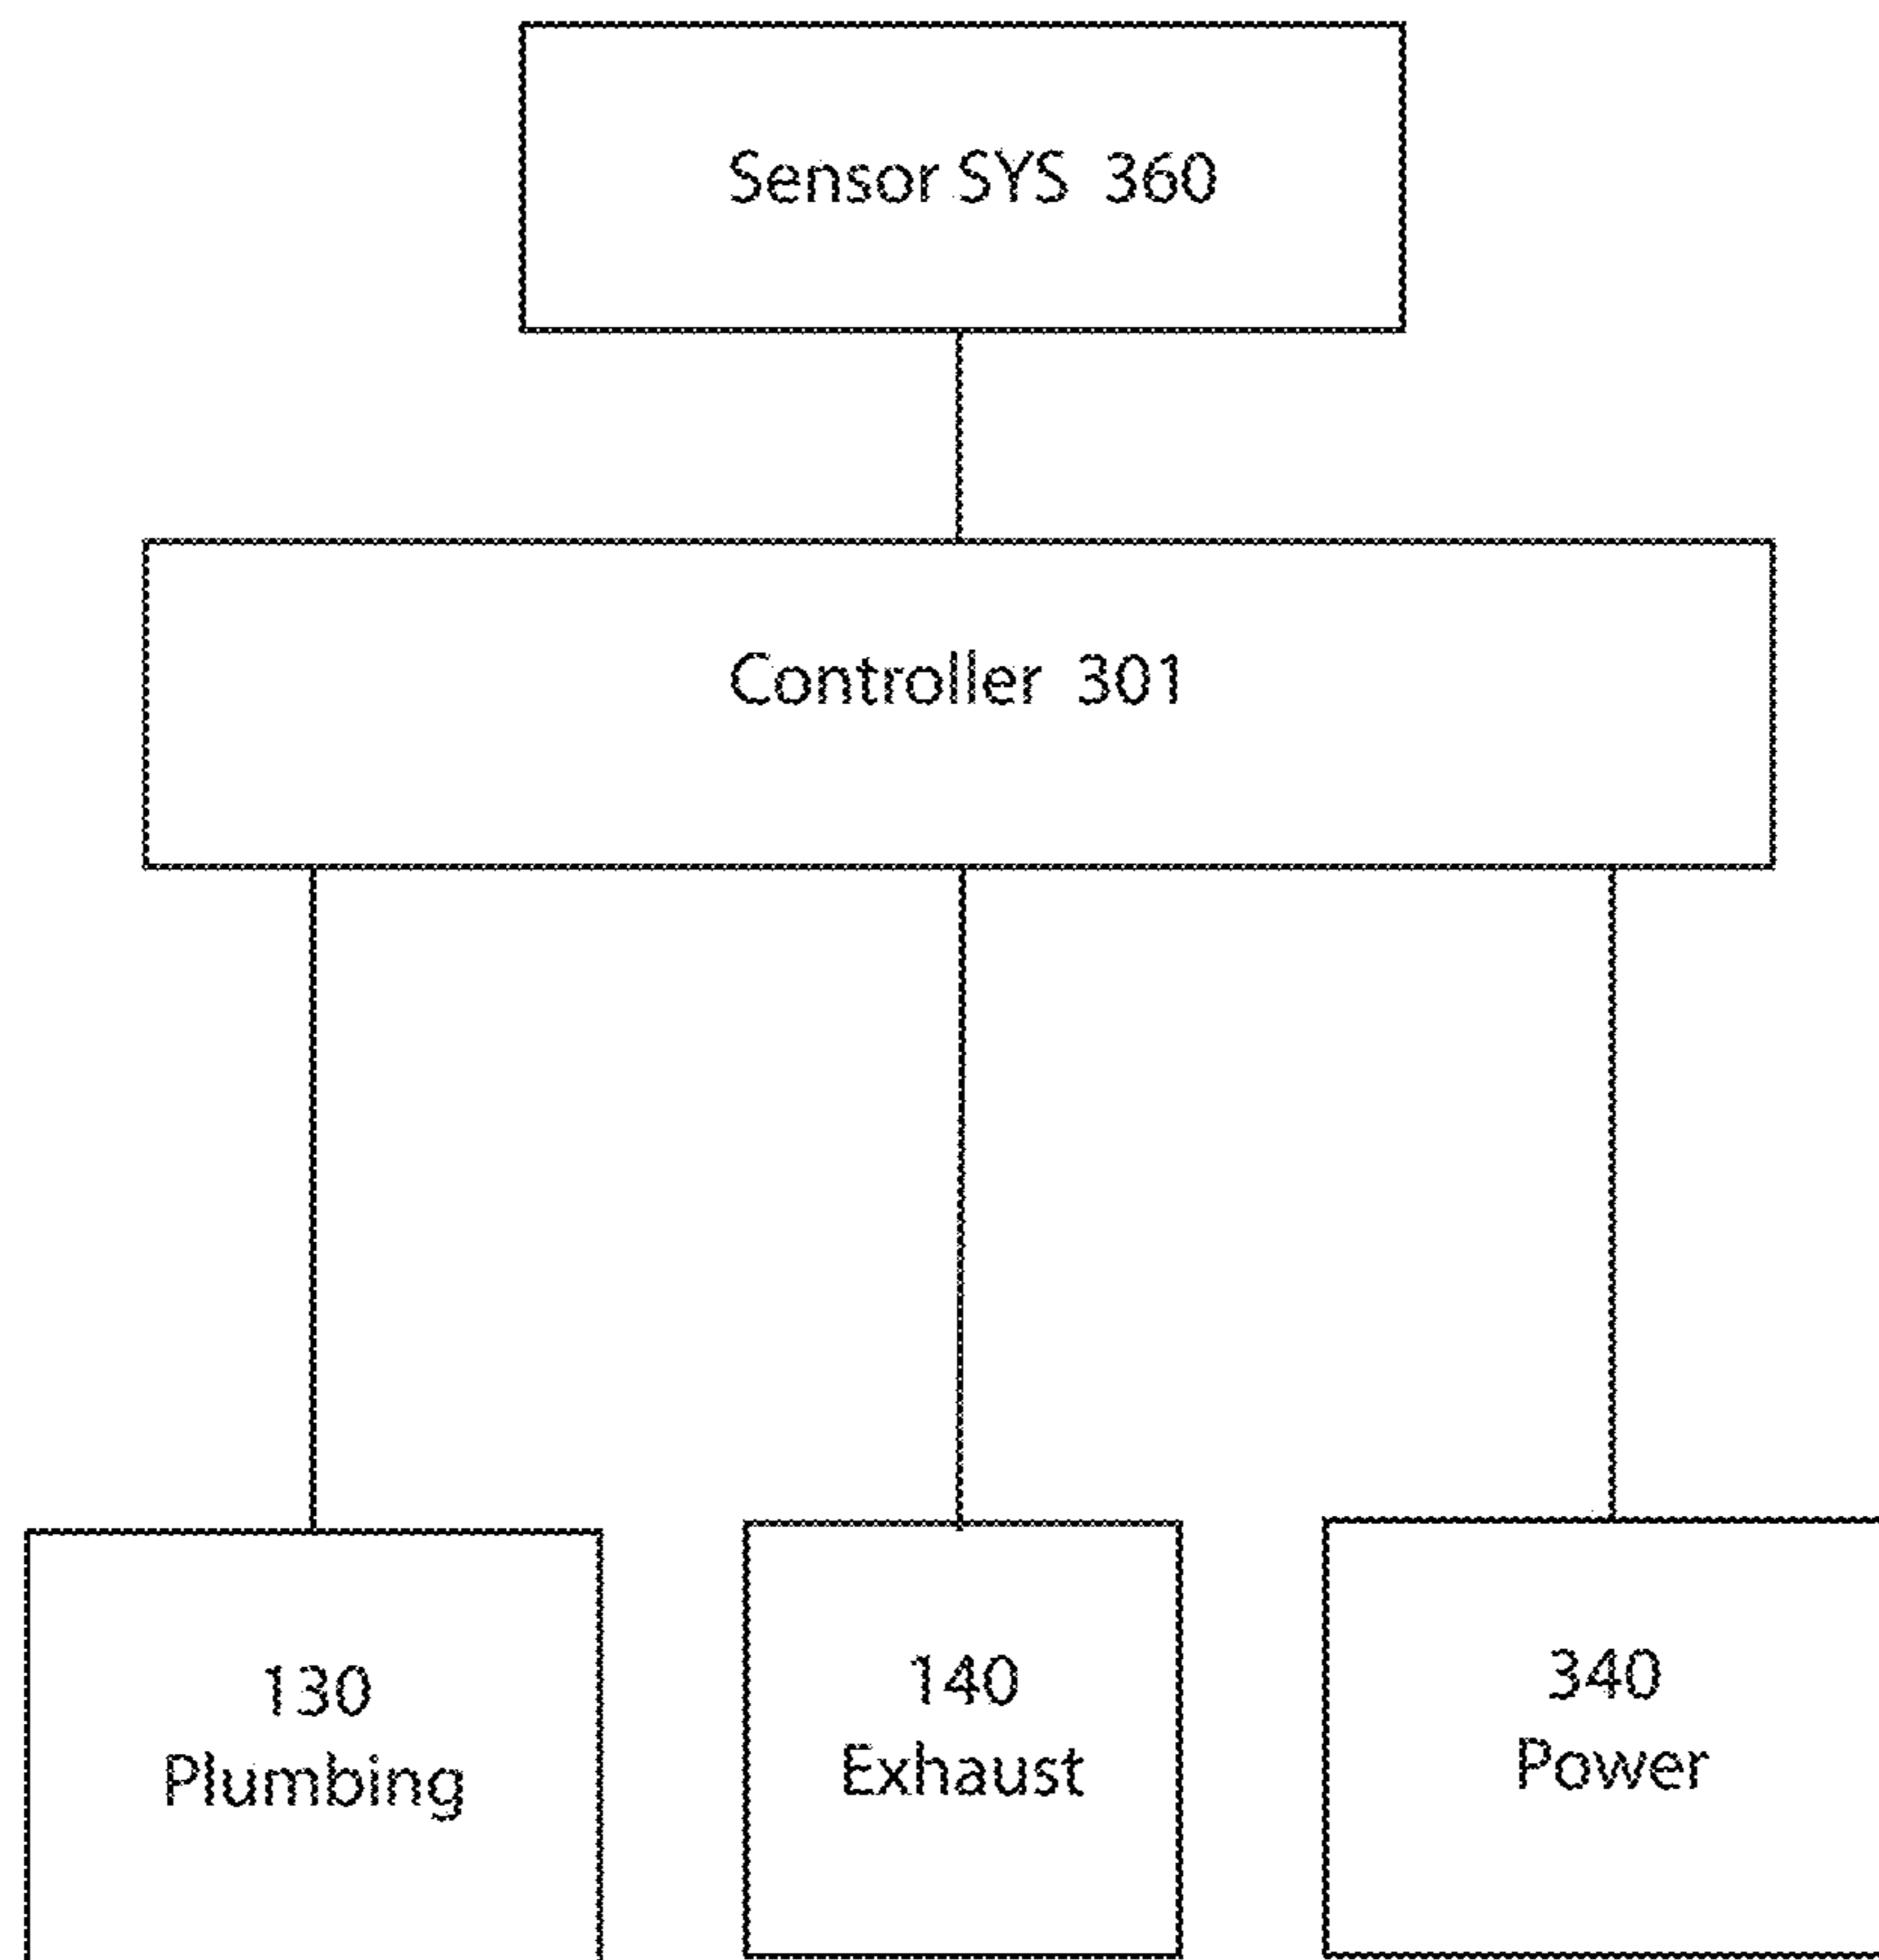 Sensor SYS 360
Controller 301
130
Plumbing
140
Exhaust
340
Power